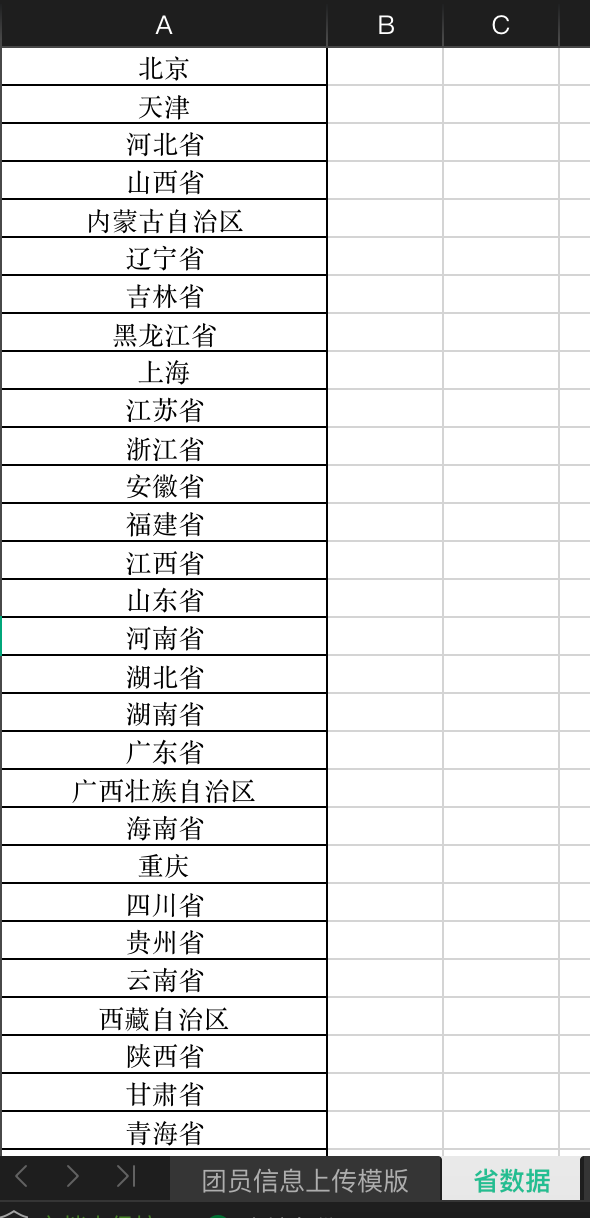 A B C
北京
天津
河北省
山西省
内蒙古自治区
辽宁省
吉林省
黑龙江省
上海
江苏省
浙江省
安徽省
福建省
江西省
山东省
河南省
湖北省
湖南省
广东省
广西壮族自治区
海南省
重庆
四川省
贵州省
云南省
西藏自治区
陕西省
甘肃省
青海省
团员信息上传模版 省数据